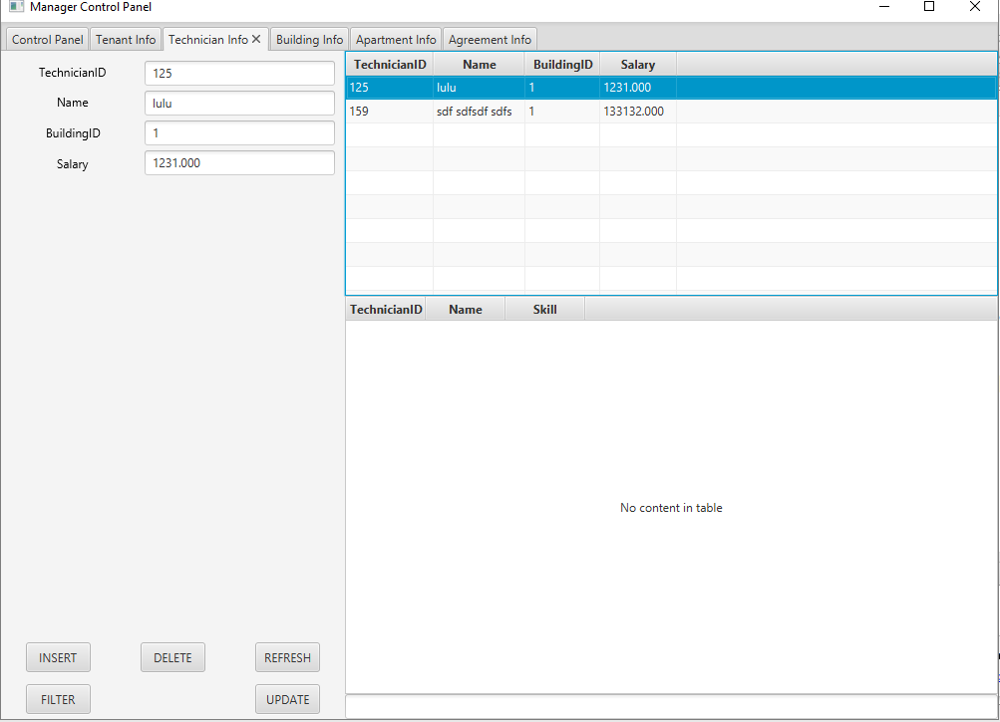 Manager Control Panel
Control Panel Tenant Info Technician Info Building Info Apartment Info Agreement Info
TechnicianID 125
Name lulu
BuildingID 1
Salary 1231.000
TechnicianID Name BuildingID Salary
125 lulu 1 1231.000
159 sdf sdfsdf sdfs 1 133132.000
TechnicianID Name Skill
No content in table
INSERT DELETE REFRESH
FILTER UPDATE